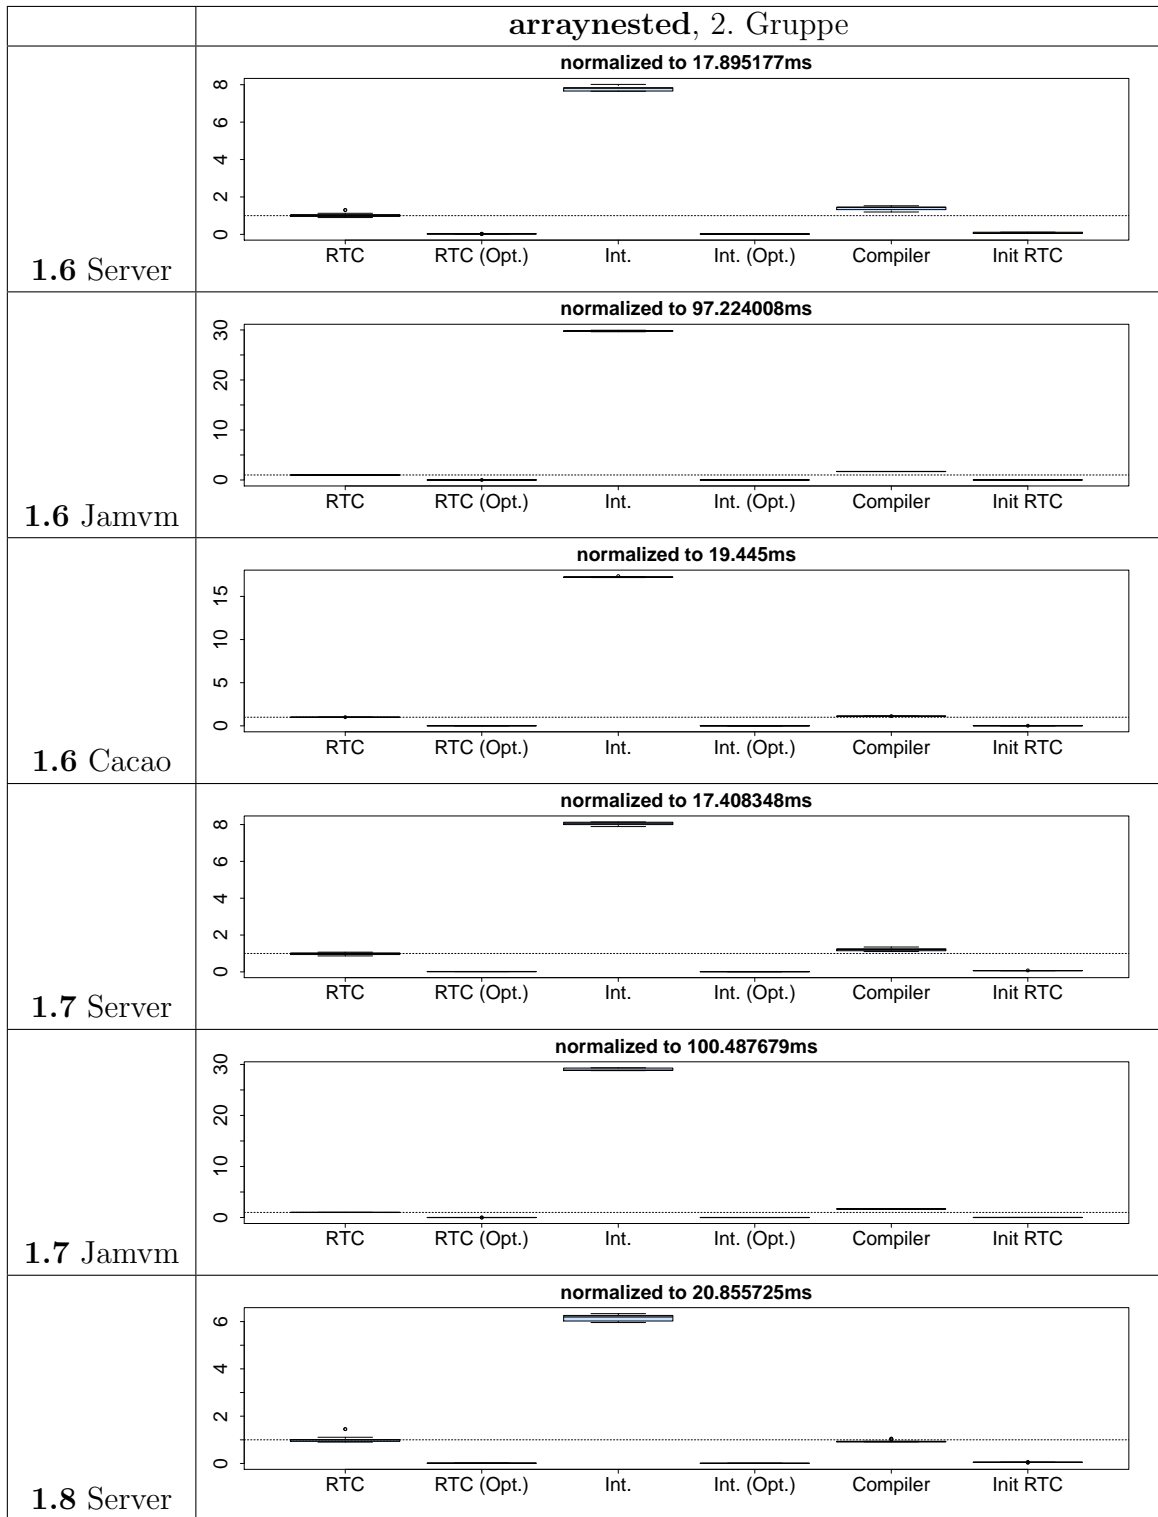 arraynested, 2. Gruppe
normalized to 17.895177ms
8
6
4
2
0
RTC RTC (Opt.) Int. Int. (Opt.) Compiler Init RTC
1.6 Server
normalized to 97.224008ms
30
20
10
0
RTC RTC (Opt.) Int. Int. (Opt.) Compiler Init RTC
1.6 Jamvm
normalized to 19.445ms
15
10
5
0
RTC RTC (Opt.) Int. Int. (Opt.) Compiler Init RTC
1.6 Cacao
normalized to 17.408348ms
8
6
4
2
0
RTC RTC (Opt.) Int. Int. (Opt.) Compiler Init RTC
1.7 Server
normalized to 100.487679ms
30
20
10
0
RTC RTC (Opt.) Int. Int. (Opt.) Compiler Init RTC
1.7 Jamvm
normalized to 20.855725ms
6
4
2
0
RTC RTC (Opt.) Int. Int. (Opt.) Compiler Init RTC
1.8 Server